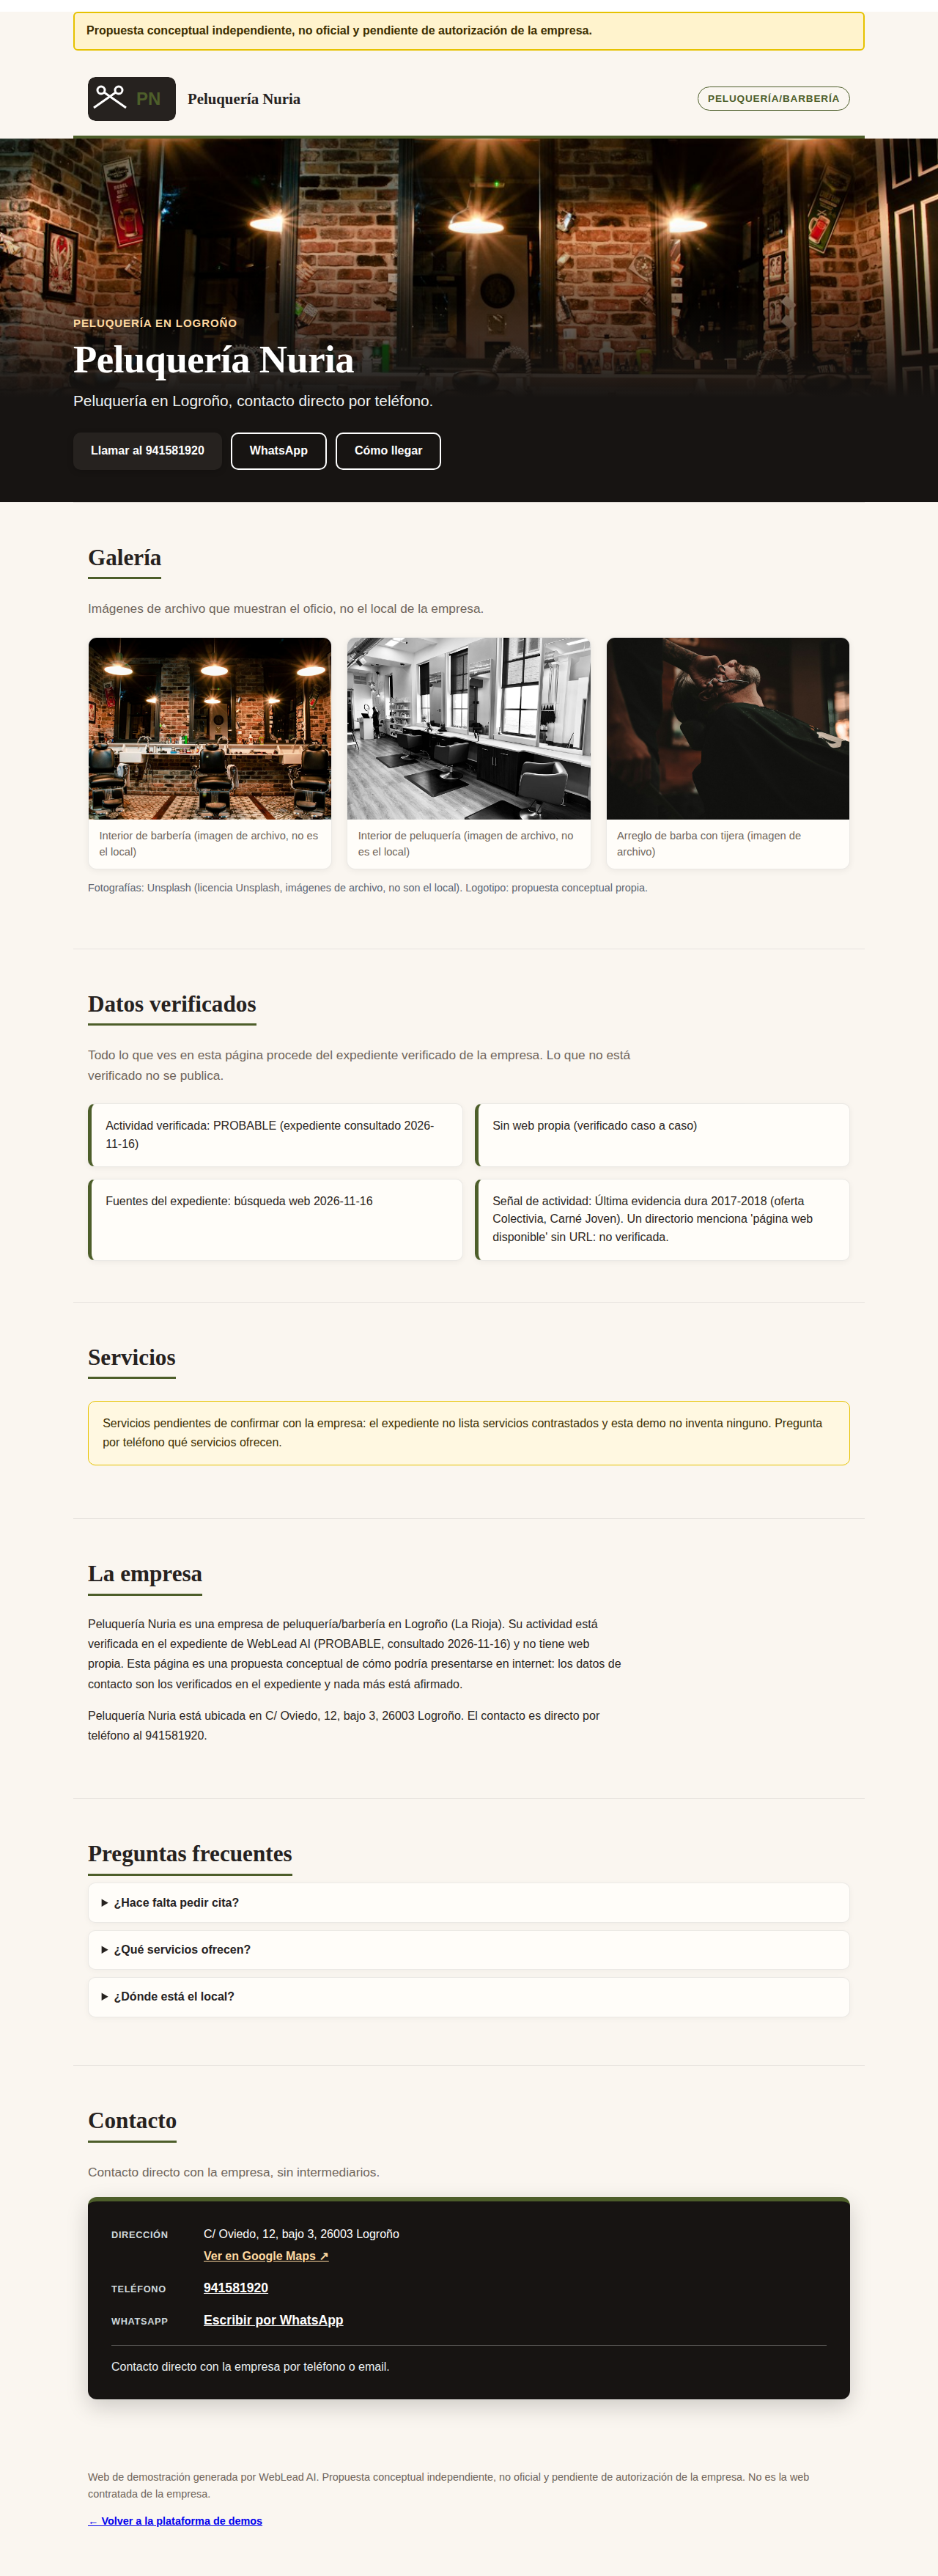 Propuesta conceptual independiente, no oficial y pendiente de autorización de la empresa.
PN
Peluquería Nuria
PELUQUERÍA/BARBERÍA
PELUQUERÍA EN LOGROÑO
Peluquería Nuria
Peluquería en Logroño, contacto directo por teléfono.
Llamar al 941581920
WhatsApp
Cómo llegar
Galería
Imágenes de archivo que muestran el oficio, no el local de la empresa.
Interior de barbería (imagen de archivo, no es
el local)
Interior de peluquería (imagen de archivo, no
es el local)
Arreglo de barba con tijera (imagen de
archivo)
Fotografías: Unsplash (licencia Unsplash, imágenes de archivo, no son el local). Logotipo: propuesta conceptual propia.
Datos verificados
Todo lo que ves en esta página procede del expediente verificado de la empresa. Lo que no está
verificado no se publica.
Actividad verificada: PROBABLE (expediente consultado 2026-
11-16)
Sin web propia (verificado caso a caso)
Fuentes del expediente: búsqueda web 2026-11-16
Señal de actividad: Última evidencia dura 2017-2018 (oferta
Colectivia, Carné Joven). Un directorio menciona 'página web
disponible' sin URL: no verificada.
Servicios
Servicios pendientes de confirmar con la empresa: el expediente no lista servicios contrastados y esta demo no inventa ninguno. Pregunta
por teléfono qué servicios ofrecen.
La empresa
Peluquería Nuria es una empresa de peluquería/barbería en Logroño (La Rioja). Su actividad está
verificada en el expediente de WebLead AI (PROBABLE, consultado 2026-11-16) y no tiene web
propia. Esta página es una propuesta conceptual de cómo podría presentarse en internet: los datos de
contacto son los verificados en el expediente y nada más está afirmado.
Peluquería Nuria está ubicada en C/ Oviedo, 12, bajo 3, 26003 Logroño. El contacto es directo por
teléfono al 941581920.
Preguntas frecuentes
▶ ¿Hace falta pedir cita?
▶ ¿Qué servicios ofrecen?
▶ ¿Dónde está el local?
Contacto
Contacto directo con la empresa, sin intermediarios.
DIRECCIÓN
C/ Oviedo, 12, bajo 3, 26003 Logroño
Ver en Google Maps ↗
TELÉFONO
941581920
WHATSAPP
Escribir por WhatsApp
Contacto directo con la empresa por teléfono o email.
Web de demostración generada por WebLead AI. Propuesta conceptual independiente, no oficial y pendiente de autorización de la empresa. No es la web
contratada de la empresa.
← Volver a la plataforma de demos